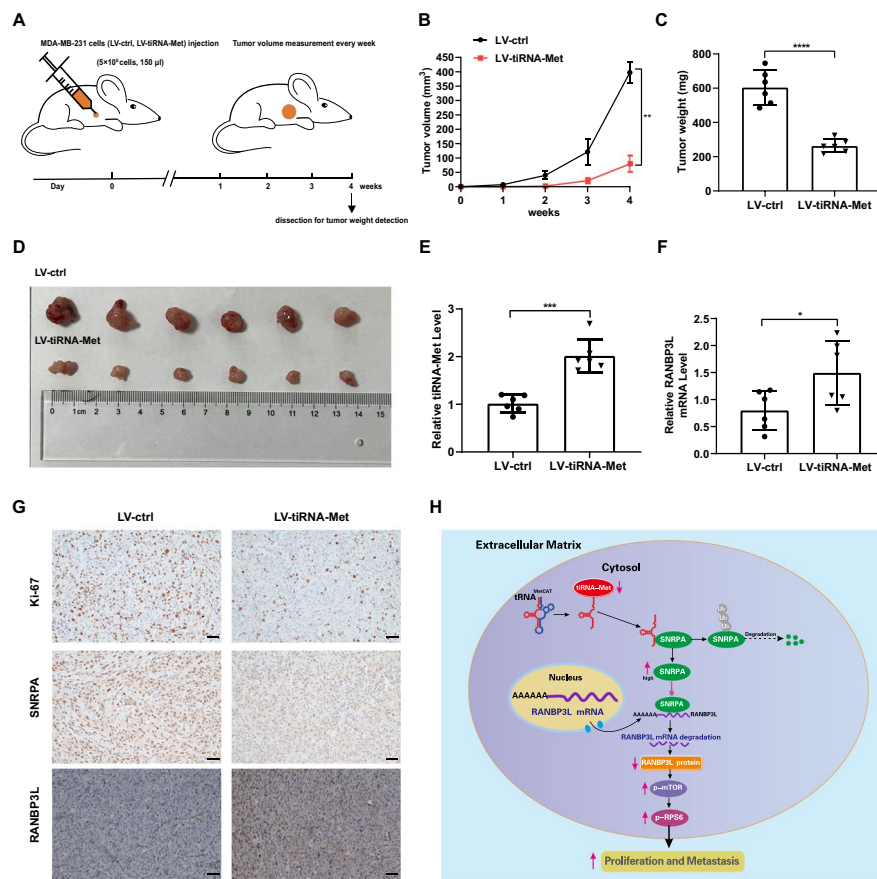 A
MDA-MB-231 cells (LV-ctrl, LV-tiRNA-Met) injection
(5×10⁶ cells, 150 µl)
Tumor volume measurement every week
Day
0
1
2
3
4
weeks
dissection for tumor weight detection
B
LV-ctrl
LV-tiRNA-Met
Tumor volume (mm³)
450
400
350
300
250
200
150
100
50
0
0
1
2
3
4
weeks
**
C
Tumor weight (mg)
800
600
400
200
0
****
LV-ctrl
LV-tiRNA-Met
D
LV-ctrl
LV-tiRNA-Met
0 1cm 2 3 4 5 6 7 8 9 10 11 12 13 14 15
E
Relative tiRNA-Met Level
3
2
1
0
***
LV-ctrl
LV-tiRNA-Met
F
Relative RANBP3L
mRNA Level
2.5
2.0
1.5
1.0
0.5
0.0
*
LV-ctrl
LV-tiRNA-Met
G
LV-ctrl
LV-tiRNA-Met
Ki-67
SNRPA
RANBP3L
H
Extracellular Matrix
Cytosol
tiRNA-Met
tRNA
MetCAT
SNRPA
Ub
Ub
Ub
SNRPA
Degradation
high
SNRPA
Nucleus
AAAAAA
RANBP3L mRNA
SNRPA
AAAAAA
RANBP3L
RANBP3L mRNA degradation
RANBP3L protein
p-mTOR
p-RPS6
Proliferation and Metastasis